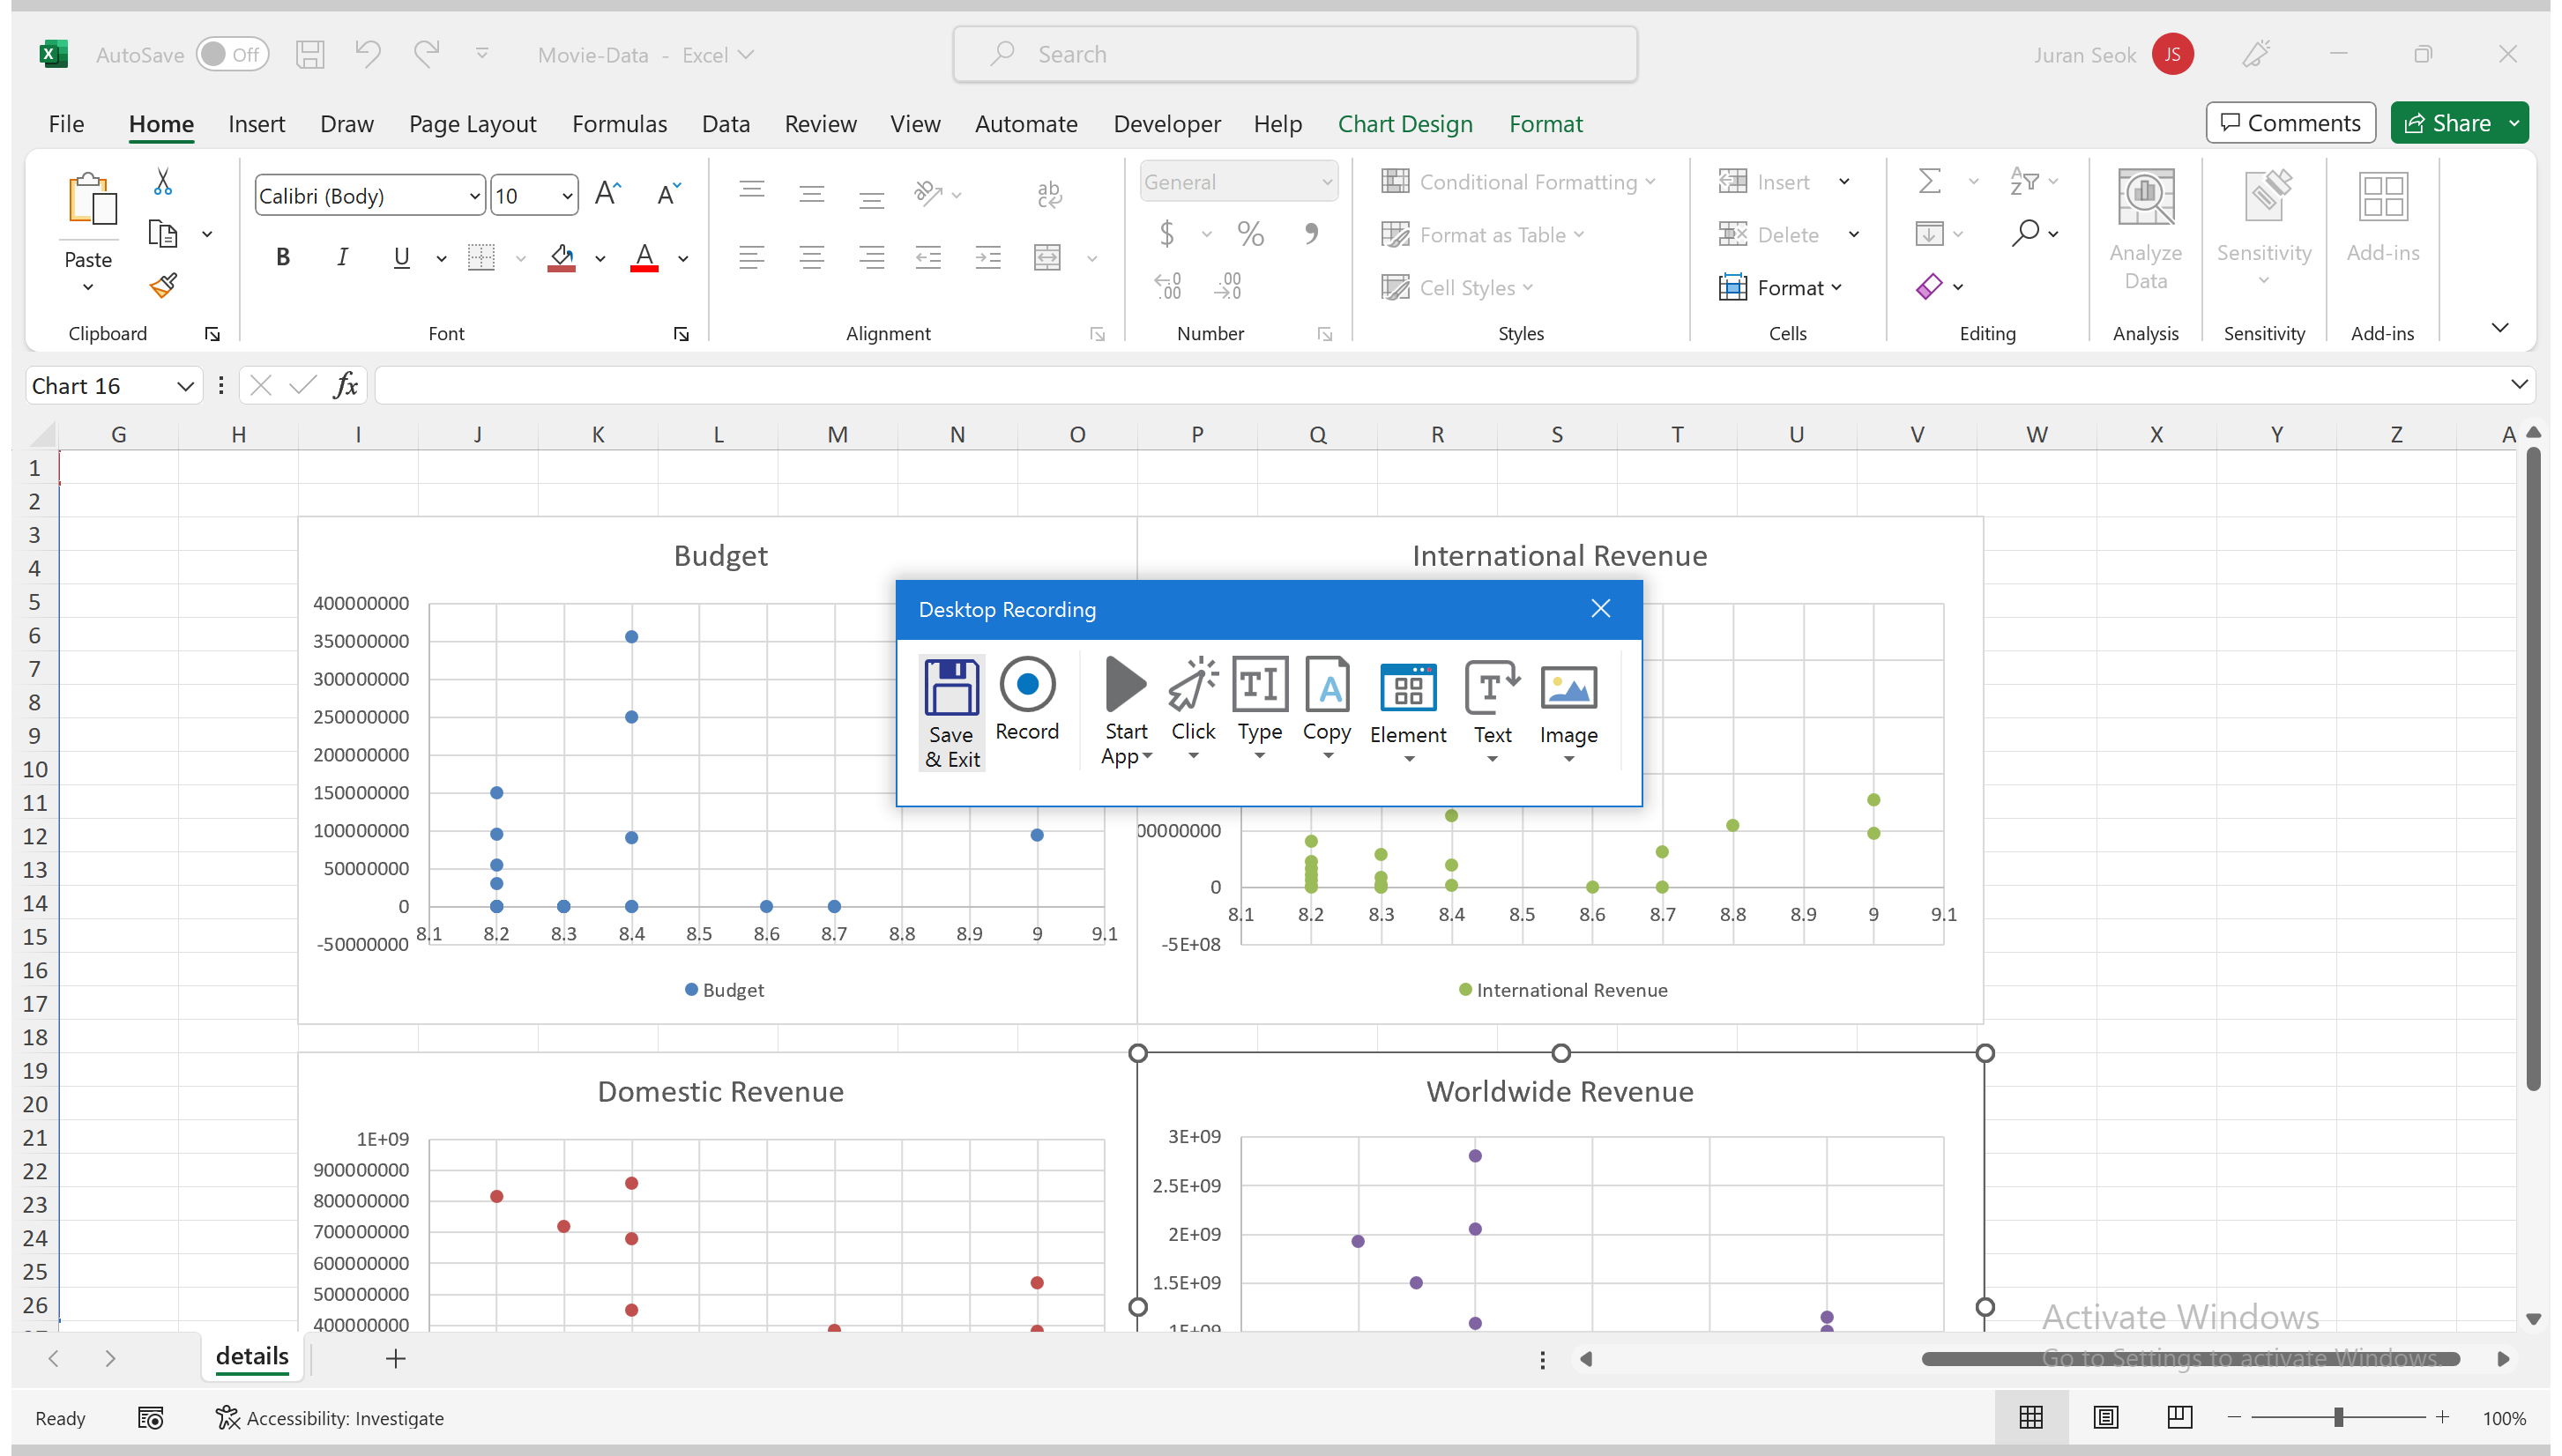 AutoSave Off Movie-Data - Excel Search Juran Seok JS
File Home Insert Draw Page Layout Formulas Data Review View Automate Developer Help Chart Design Format Comments Share
Paste
Clipboard
Calibri (Body) 10
B I U A
Font
ab
Alignment
General
$ % 9
Number
Conditional Formatting
Format as Table
Cell Styles
Styles
Insert
Delete
Format
Cells
Editing
Analyze
Data
Analysis
Sensitivity
Sensitivity
Add-ins
Add-ins
Chart 16 fx
G H I J K L M N O P Q R S T U V W X Y Z A
1
2
3
4
5
6
7
8
9
10
11
12
13
14
15
16
17
18
19
20
21
22
23
24
25
26
Budget
400000000
350000000
300000000
250000000
200000000
150000000
100000000
50000000
0
-50000000
8.1 8.2 8.3 8.4 8.5 8.6 8.7 8.8 8.9 9 9.1
Budget
International Revenue
00000000
0
8.1 8.2 8.3 8.4 8.5 8.6 8.7 8.8 8.9 9 9.1
-5E+08
International Revenue
Desktop Recording
Save
& Exit
Record
Start
App
Click
Type
Copy
Element
Text
Image
Domestic Revenue
1E+09
900000000
800000000
700000000
600000000
500000000
400000000
Worldwide Revenue
3E+09
2.5E+09
2E+09
1.5E+09
1E+09
Activate Windows
Go to Settings to activate Windows.
details
Ready Accessibility: Investigate 100%